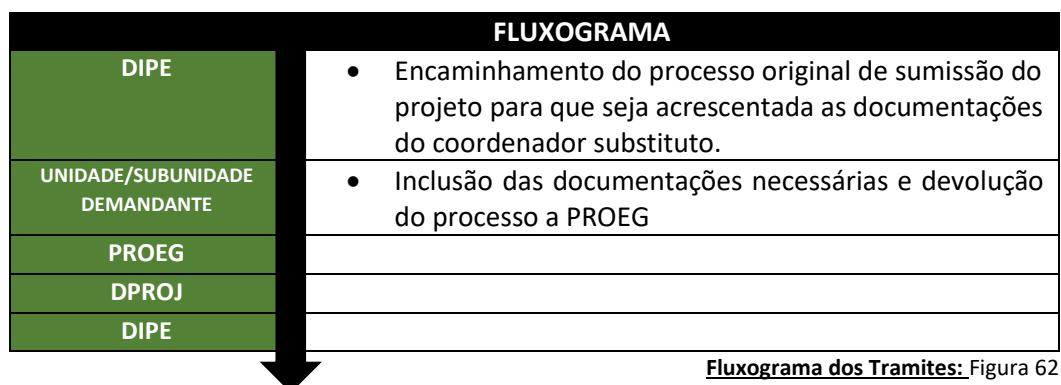 FLUXOGRAMA
DIPE
• Encaminhamento do processo original de sumissão do
projeto para que seja acrescentada as documentações
do coordenador substituto.
UNIDADE/SUBUNIDADE
DEMANDANTE
• Inclusão das documentações necessárias e devolução
do processo a PROEG
PROEG
DPROJ
DIPE
Fluxograma dos Tramites: Figura 62